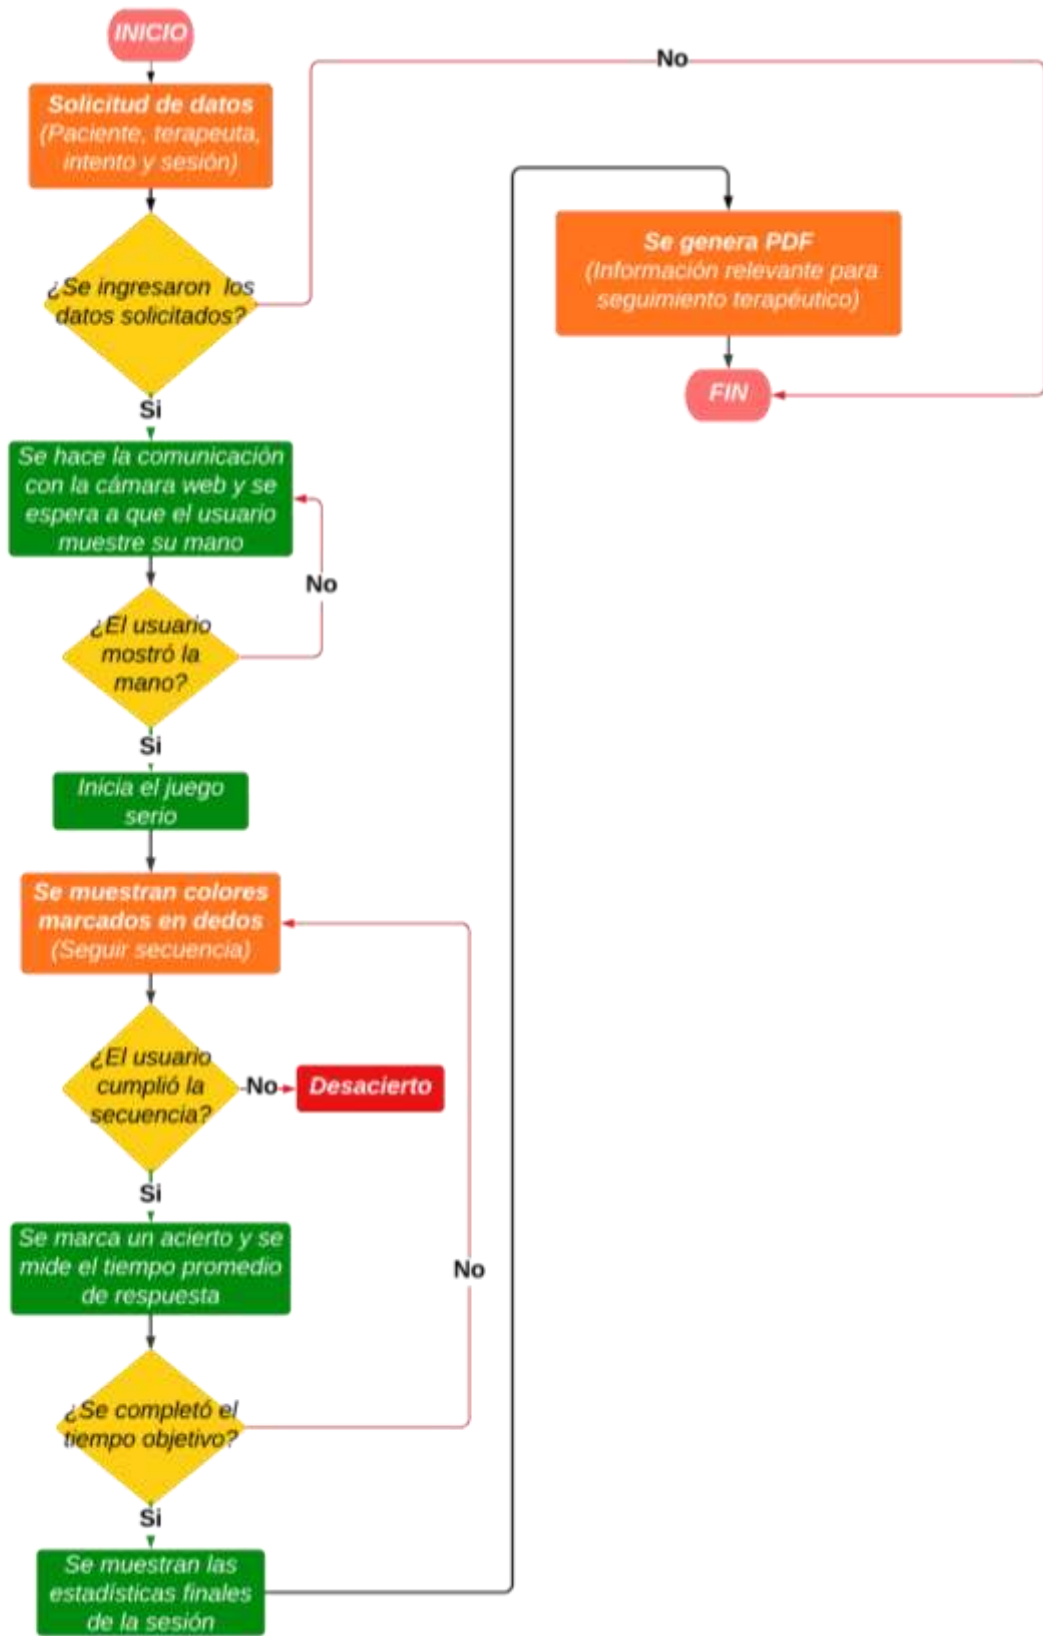 INICIO
No
Solicitud de datos
(Paciente, terapeuta,
intento y sesión)
Se genera PDF
(Información relevante para
seguimiento terapéutico)
¿Se ingresaron los
datos solicitados?
FIN
Si
Se hace la comunicación
con la cámara web y se
espera a que el usuario
muestre su mano
No
¿El usuario
mostró la
mano?
Si
Inicia el juego
serio
Se muestran colores
marcados en dedos
(Seguir secuencia)
¿El usuario
cumplió la
secuencia?
No
Desacierto
Si
Se marca un acierto y se
mide el tiempo promedio
de respuesta
No
¿Se completó el
tiempo objetivo?
Si
Se muestran las
estadísticas finales
de la sesión